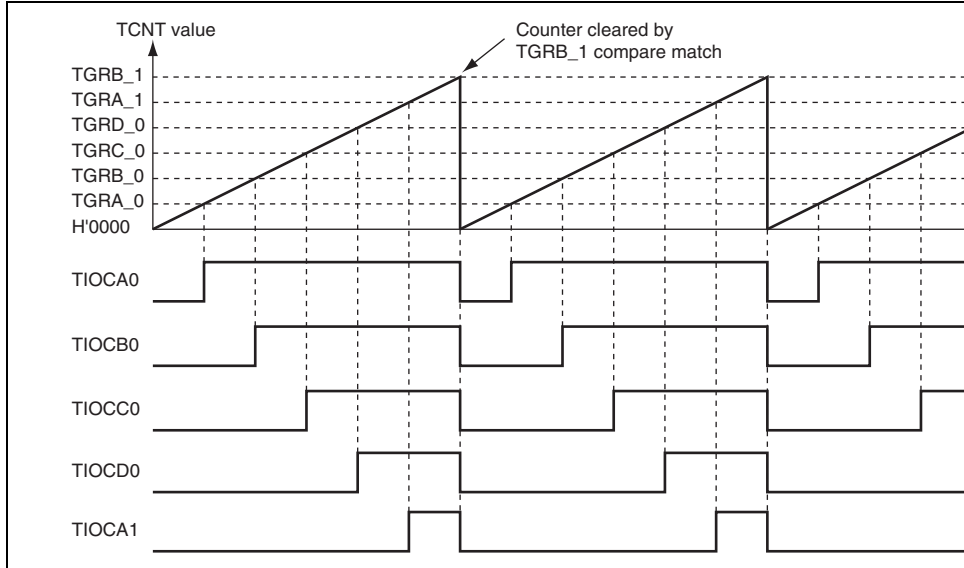 TCNT value
Counter cleared by
TGRB_1 compare match
TGRB_1
TGRA_1
TGRD_0
TGRC_0
TGRB_0
TGRA_0
H'0000
TIOCA0
TIOCB0
TIOCC0
TIOCD0
TIOCA1